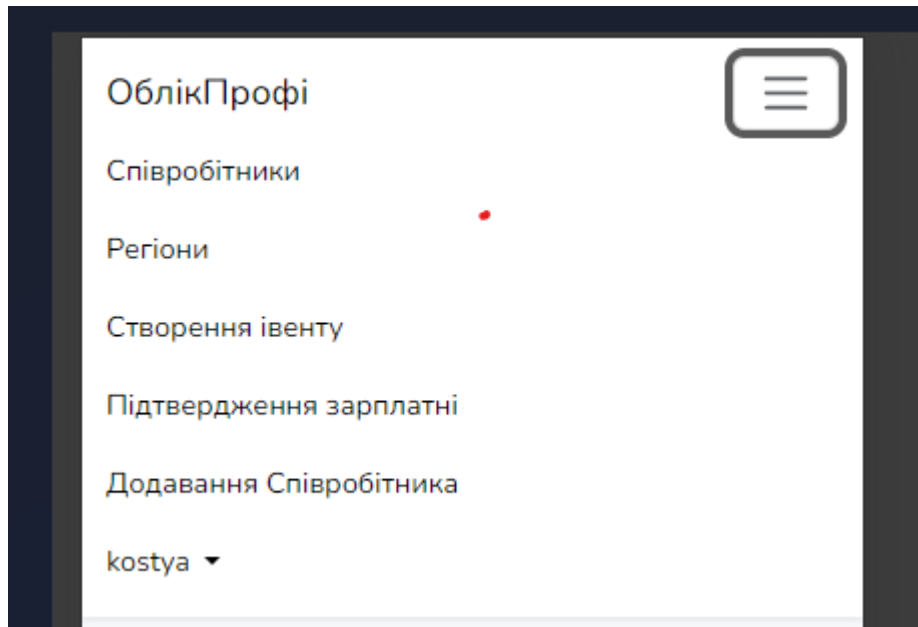 ОблікПрофі
Співробітники
Регіони
Створення івенту
Підтвердження зарплатні
Додавання Співробітника
kostya